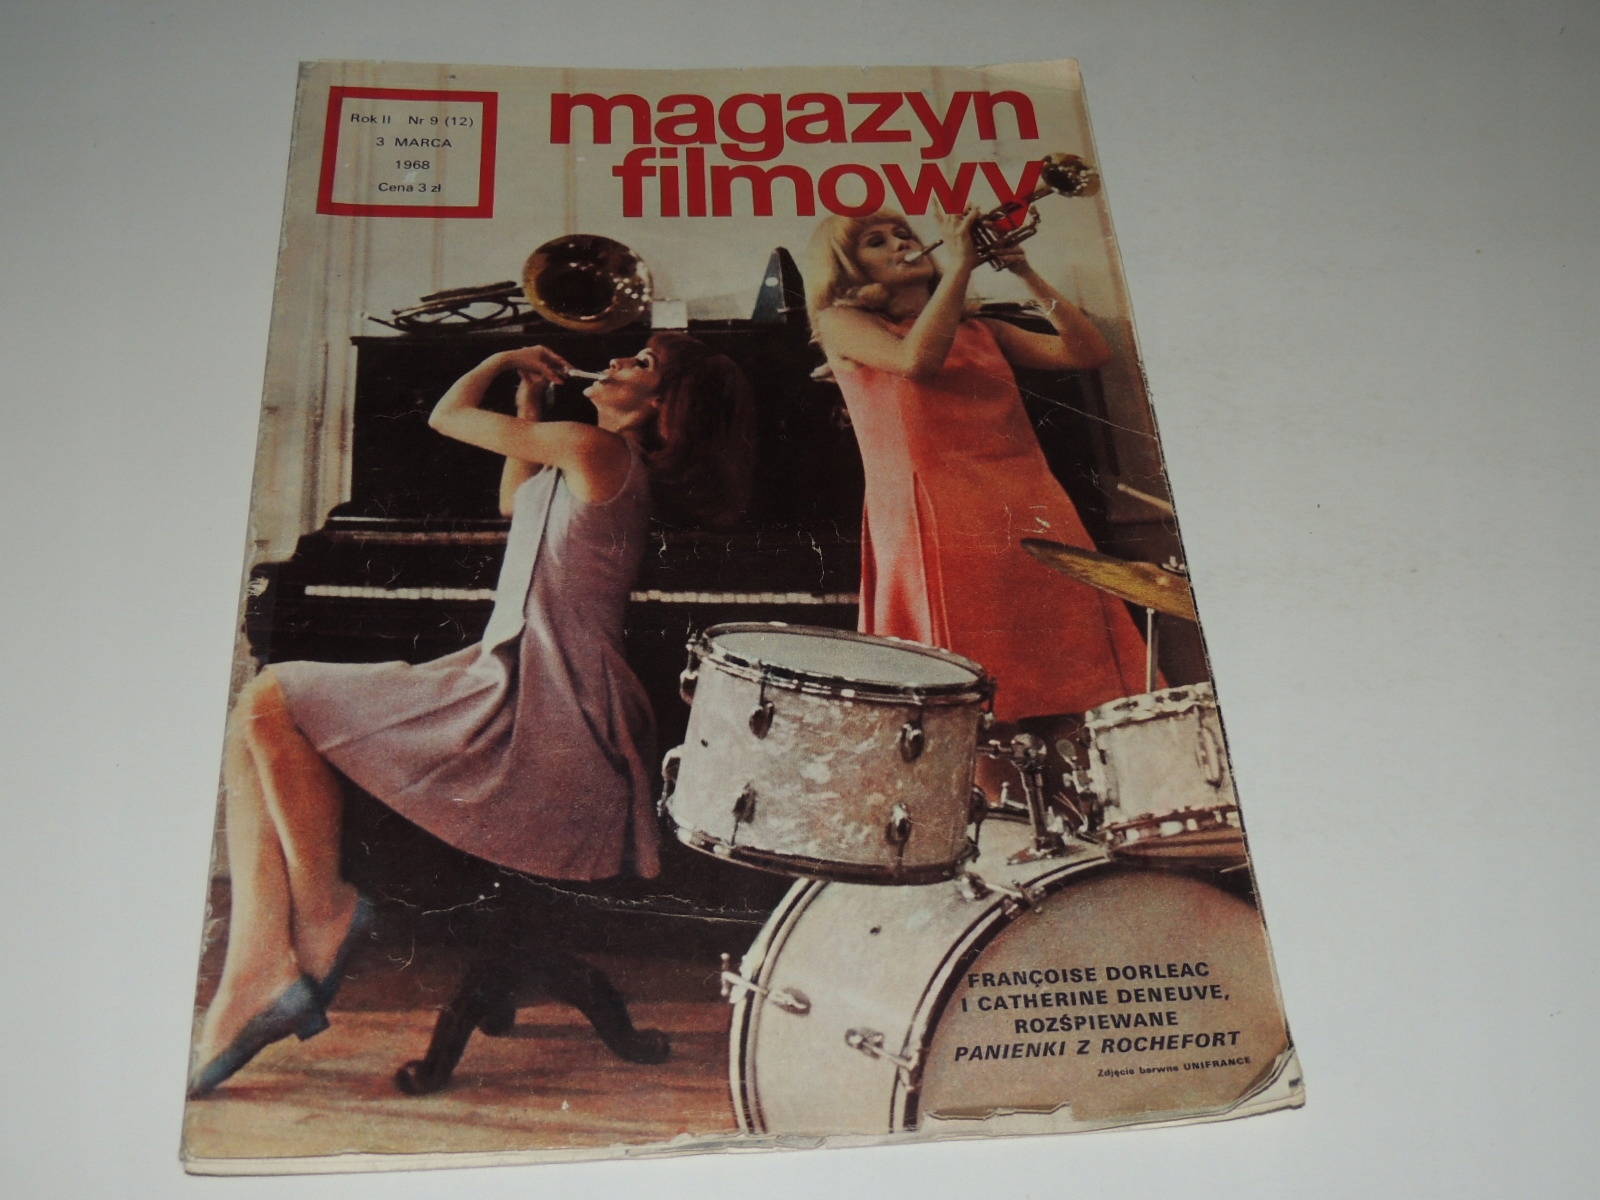 Rok II Nr 9 (12)
3 MARCA
1968
Cena 3 zł
magazyn
filmowy
FRANÇOISE DORLEAC
I CATHERINE DENEUVE,
ROZŚPIEWANE
PANIENKI Z ROCHEFORT
Zdjęcie barwne UNIFRANCE